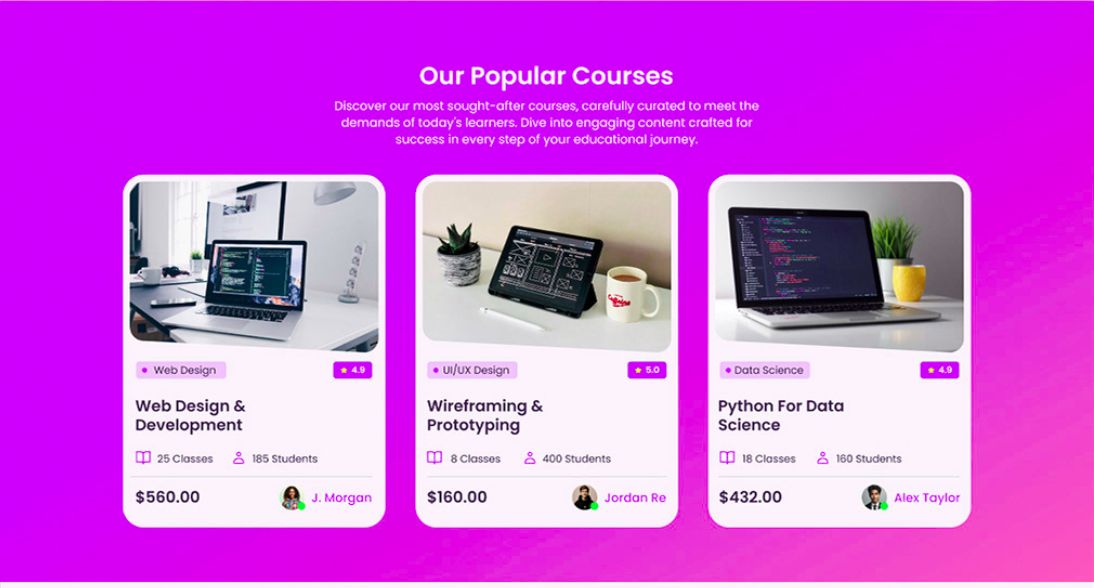 Our Popular Courses
Discover our most sought-after courses, carefully curated to meet the
demands of today's learners. Dive into engaging content crafted for
success in every step of your educational journey.
Web Design
4.9
Web Design &
Development
25 Classes
185 Students
$560.00
J. Morgan
UI/UX Design
5.0
Wireframing &
Prototyping
8 Classes
400 Students
$160.00
Jordan Re
Data Science
4.9
Python For Data
Science
18 Classes
160 Students
$432.00
Alex Taylor